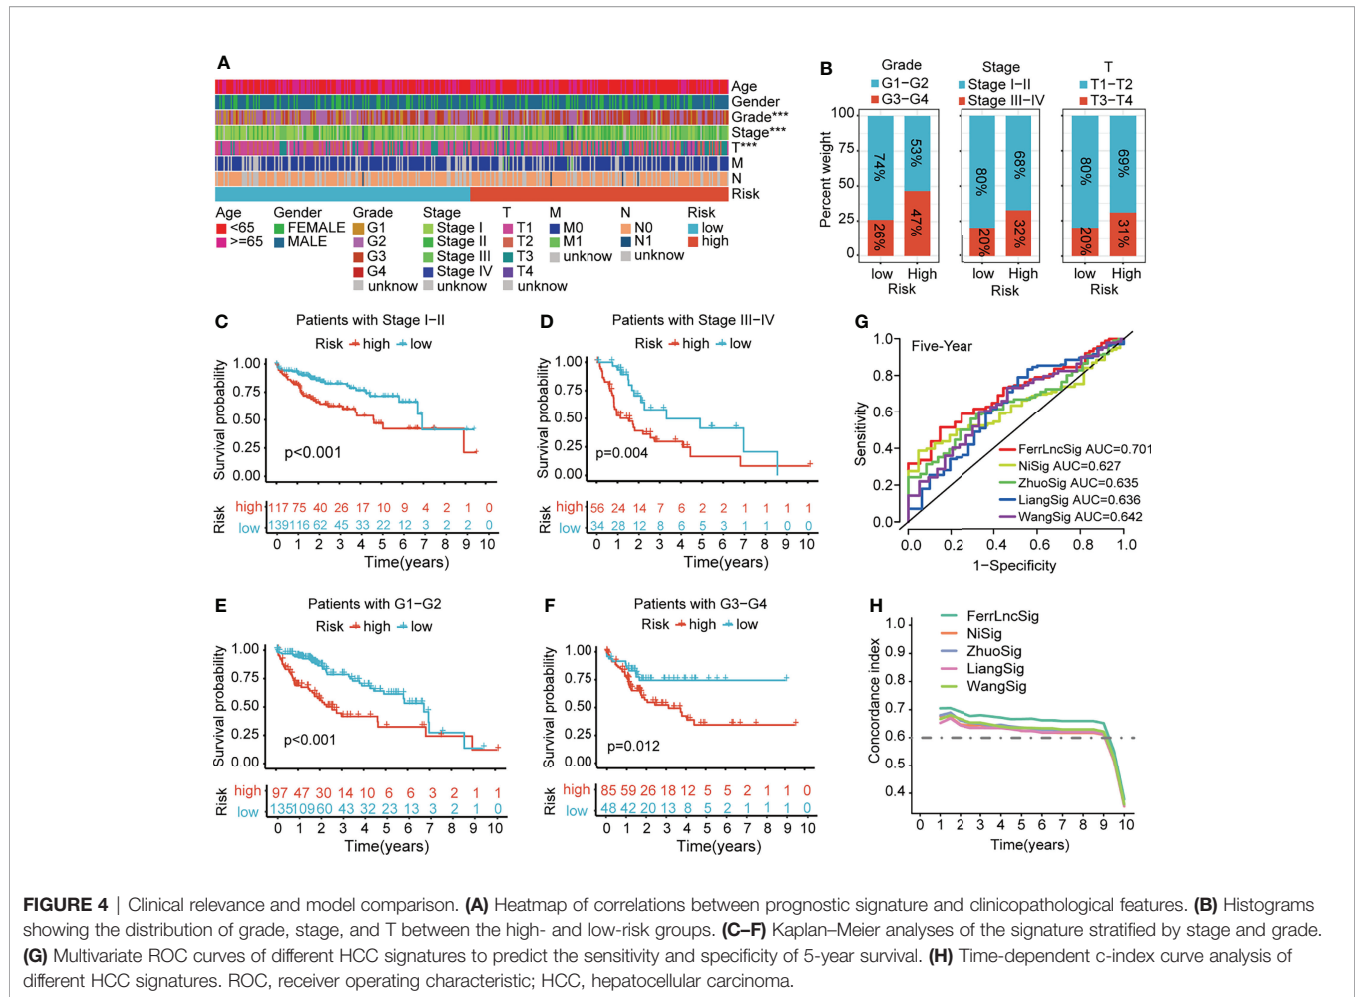 A
Age
Gender
Grade***
Stage***
T***
M
N
Risk
Age
<65
>=65
Gender
FEMALE
MALE
Grade
G1
G2
G3
G4
unknow
Stage
Stage I
Stage II
Stage III
Stage IV
unknow
T
T1
T2
T3
T4
unknow
M
M0
M1
unknow
N
N0
N1
unknow
Risk
low
high
B
Grade
G1−G2
G3−G4
Stage
Stage I−II
Stage III−IV
T
T1−T2
T3−T4
Percent weight
100
75
50
25
0
74%
26%
53%
47%
80%
20%
68%
32%
80%
20%
69%
31%
low High
Risk
low High
Risk
low High
Risk
C
Patients with Stage I−II
Risk high low
Survival probability
1.00
0.75
0.50
0.25
0.00
p<0.001
Risk
high 117 75 40 26 17 10 9 4 2 1 0
low 139 116 62 45 33 22 12 3 2 2 0
0 1 2 3 4 5 6 7 8 9 10
Time(years)
D
Patients with Stage III−IV
Risk high low
Survival probability
1.00
0.75
0.50
0.25
0.00
p=0.004
Risk
high 56 24 14 7 6 2 2 1 1 1 1
low 34 28 12 8 6 5 3 1 1 0 0
0 1 2 3 4 5 6 7 8 9 10
Time(years)
E
Patients with G1−G2
Risk high low
Survival probability
1.00
0.75
0.50
0.25
0.00
p<0.001
Risk
high 97 47 30 14 10 6 6 3 2 1 1
low 135 109 60 43 32 23 13 3 2 1 0
0 1 2 3 4 5 6 7 8 9 10
Time(years)
F
Patients with G3−G4
Risk high low
Survival probability
1.00
0.75
0.50
0.25
0.00
p=0.012
Risk
high 85 59 26 18 12 5 5 2 1 1 0
low 48 42 20 13 8 5 2 1 1 1 0
0 1 2 3 4 5 6 7 8 9 10
Time(years)
G
Five−Year
Sensitivity
1.0
0.8
0.6
0.4
0.2
0.0
FerrLncSig AUC=0.701
NiSig AUC=0.627
ZhuoSig AUC=0.635
LiangSig AUC=0.636
WangSig AUC=0.642
0.0 0.2 0.4 0.6 0.8 1.0
1−Specificity
H
Concordance index
1.0
0.9
0.8
0.7
0.6
0.5
0.4
FerrLncSig
NiSig
ZhuoSig
LiangSig
WangSig
0 1 2 3 4 5 6 7 8 9 10
Time(years)
FIGURE 4 | Clinical relevance and model comparison. (A) Heatmap of correlations between prognostic signature and clinicopathological features. (B) Histograms
showing the distribution of grade, stage, and T between the high- and low-risk groups. (C–F) Kaplan–Meier analyses of the signature stratified by stage and grade.
(G) Multivariate ROC curves of different HCC signatures to predict the sensitivity and specificity of 5-year survival. (H) Time-dependent c-index curve analysis of
different HCC signatures. ROC, receiver operating characteristic; HCC, hepatocellular carcinoma.